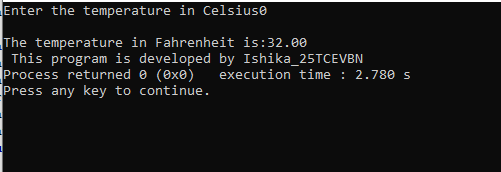 Enter the temperature in Celsius0
The temperature in Fahrenheit is:32.00
This program is developed by Ishika_25TCEVBN
Process returned 0 (0x0)   execution time : 2.780 s
Press any key to continue.